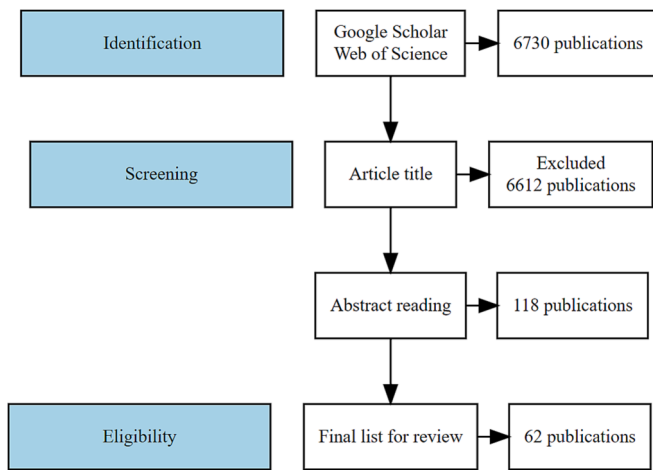 Identification
Google Scholar
Web of Science
6730 publications
Screening
Article title
Excluded
6612 publications
Abstract reading
118 publications
Eligibility
Final list for review
62 publications